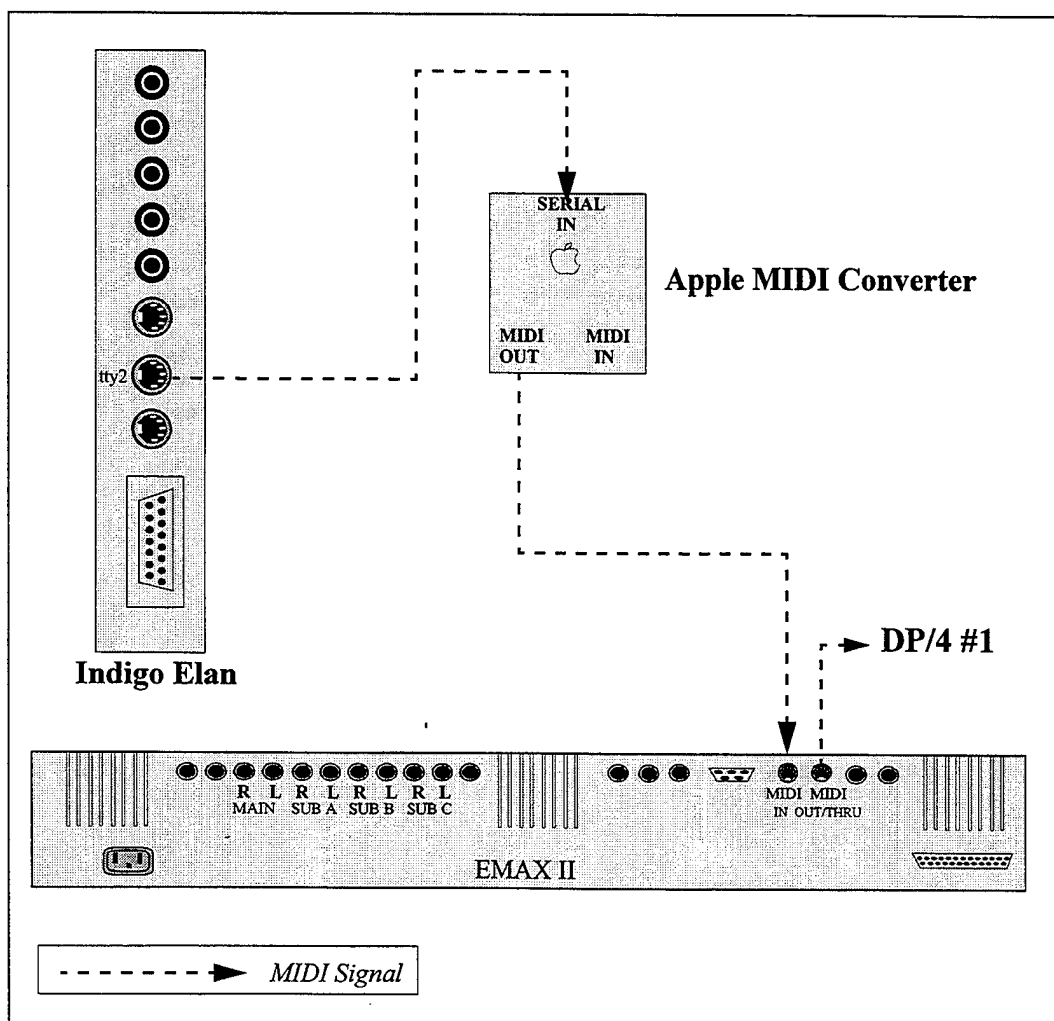 SERIAL
IN
Apple MIDI Converter
MIDI MIDI
OUT IN
tty2
Indigo Elan
DP/4 #1
R L R L R L R L
MAIN SUB A SUB B SUB C
MIDI MIDI
IN OUT/THRU
EMAX II
MIDI Signal